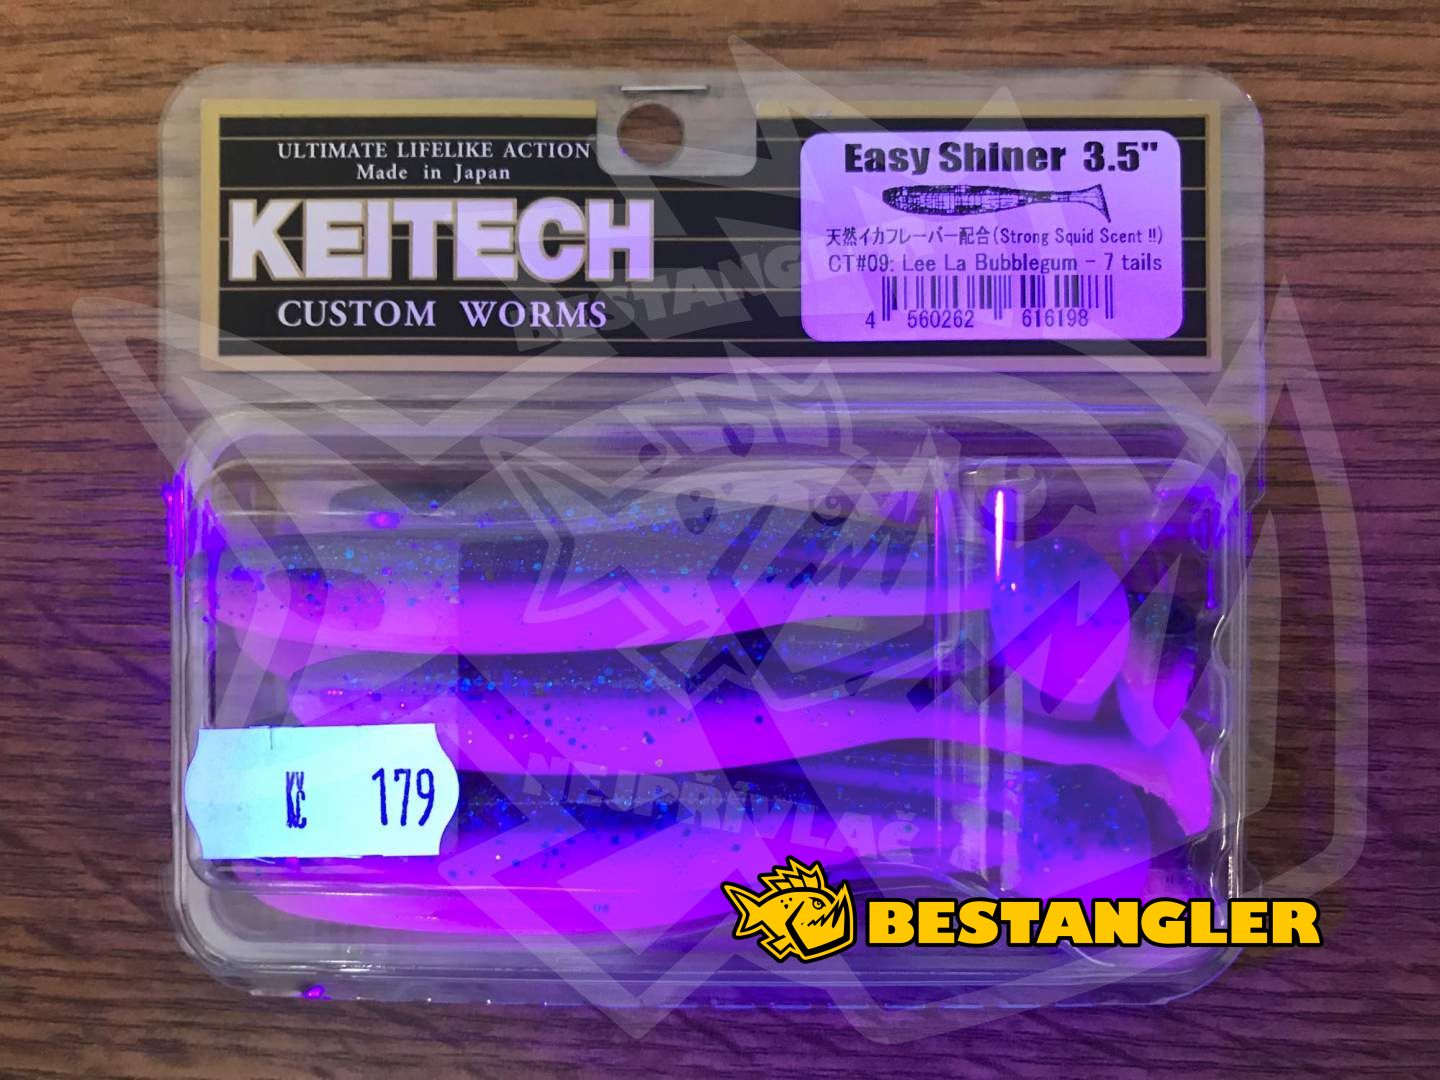 ULTIMATE LIFELIKE ACTION
Made in Japan
KEITECH
CUSTOM WORMS
Easy Shiner 3.5"
天然イカフレーバー配合(Strong Squid Scent !!)
CT#09: Lee La Bubblegum - 7 tails
4 560262 616198
BESTANGLER
Kč 179
NEJPŘÍVLAČ
BESTANGLER